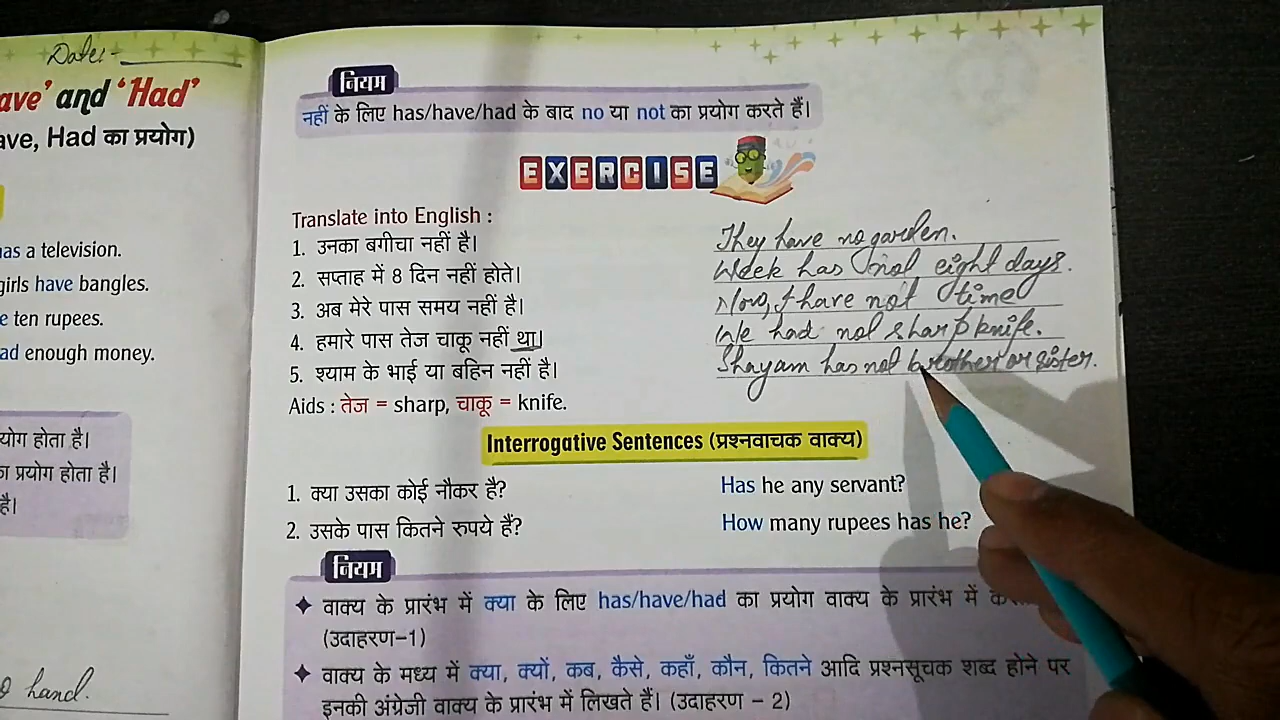 Date:-
ave' and 'Had'
ave, Had का प्रयोग)
as a television.
girls have bangles.
e ten rupees.
ad enough money.
योग होता है।
ा प्रयोग होता है।
है।
hand.
नियम
नहीं के लिए has/have/had के बाद no या not का प्रयोग करते हैं।
EXERCISE
Translate into English :
1. उनका बगीचा नहीं है। They have no garden.
2. सप्ताह में 8 दिन नहीं होते। Week has not eight days.
3. अब मेरे पास समय नहीं है। Now, I have not time
4. हमारे पास तेज चाकू नहीं था। We had not sharp knife.
5. श्याम के भाई या बहिन नहीं है। Shayam has not brother or sister.
Aids : तेज = sharp, चाकू = knife.
Interrogative Sentences (प्रश्नवाचक वाक्य)
1. क्या उसका कोई नौकर है? Has he any servant?
2. उसके पास कितने रुपये हैं? How many rupees has he?
नियम
वाक्य के प्रारंभ में क्या के लिए has/have/had का प्रयोग वाक्य के प्रारंभ में
(उदाहरण-1)
वाक्य के मध्य में क्या, क्यों, कब, कैसे, कहाँ, कौन, कितने आदि प्रश्नसूचक शब्द होने पर
इनकी अंग्रेजी वाक्य के प्रारंभ में लिखते हैं। (उदाहरण - 2)